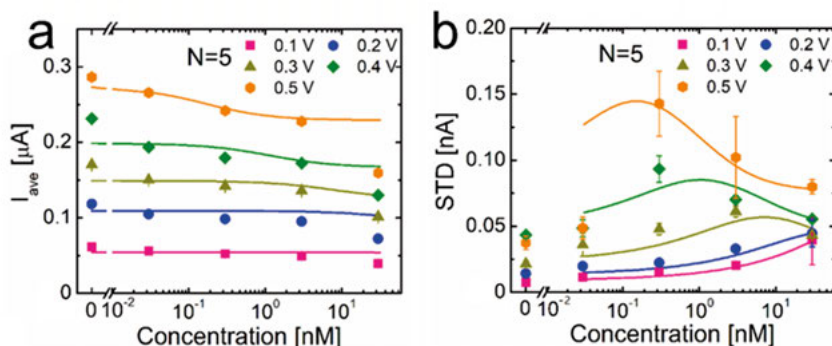 a
N=5
0.1 V
0.2 V
0.3 V
0.4 V
0.5 V
I_ave [μA]
0.3
0.2
0.1
0
0 10^-2 10^-1 10^0 10^1
Concentration [nM]
b
N=5
0.1 V
0.2 V
0.3 V
0.4 V
0.5 V
STD [nA]
0.20
0.15
0.10
0.05
0
0 10^-2 10^-1 10^0 10^1
Concentration [nM]